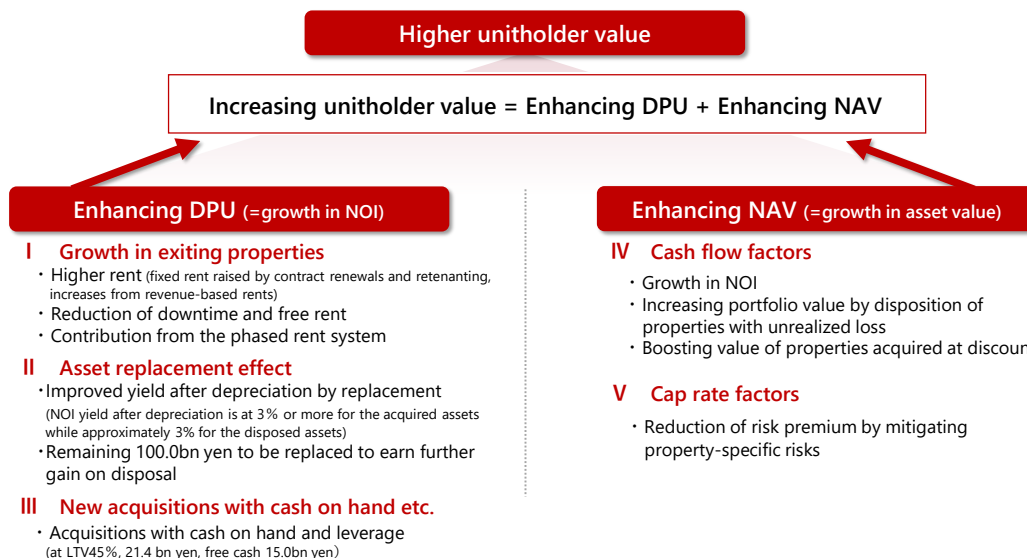 Higher unitholder value
Increasing unitholder value = Enhancing DPU + Enhancing NAV
Enhancing DPU (=growth in NOI)
Ⅰ Growth in exiting properties
・Higher rent (fixed rent raised by contract renewals and retenanting,
increases from revenue-based rents)
・Reduction of downtime and free rent
・Contribution from the phased rent system
Ⅱ Asset replacement effect
・Improved yield after depreciation by replacement
(NOI yield after depreciation is at 3% or more for the acquired assets
while approximately 3% for the disposed assets)
・Remaining 100.0bn yen to be replaced to earn further
gain on disposal
Ⅲ New acquisitions with cash on hand etc.
・Acquisitions with cash on hand and leverage
(at LTV45%, 21.4 bn yen, free cash 15.0bn yen)
Enhancing NAV (=growth in asset value)
Ⅳ Cash flow factors
・Growth in NOI
・Increasing portfolio value by disposition of
properties with unrealized loss
・Boosting value of properties acquired at discoun
Ⅴ Cap rate factors
・Reduction of risk premium by mitigating
property-specific risks